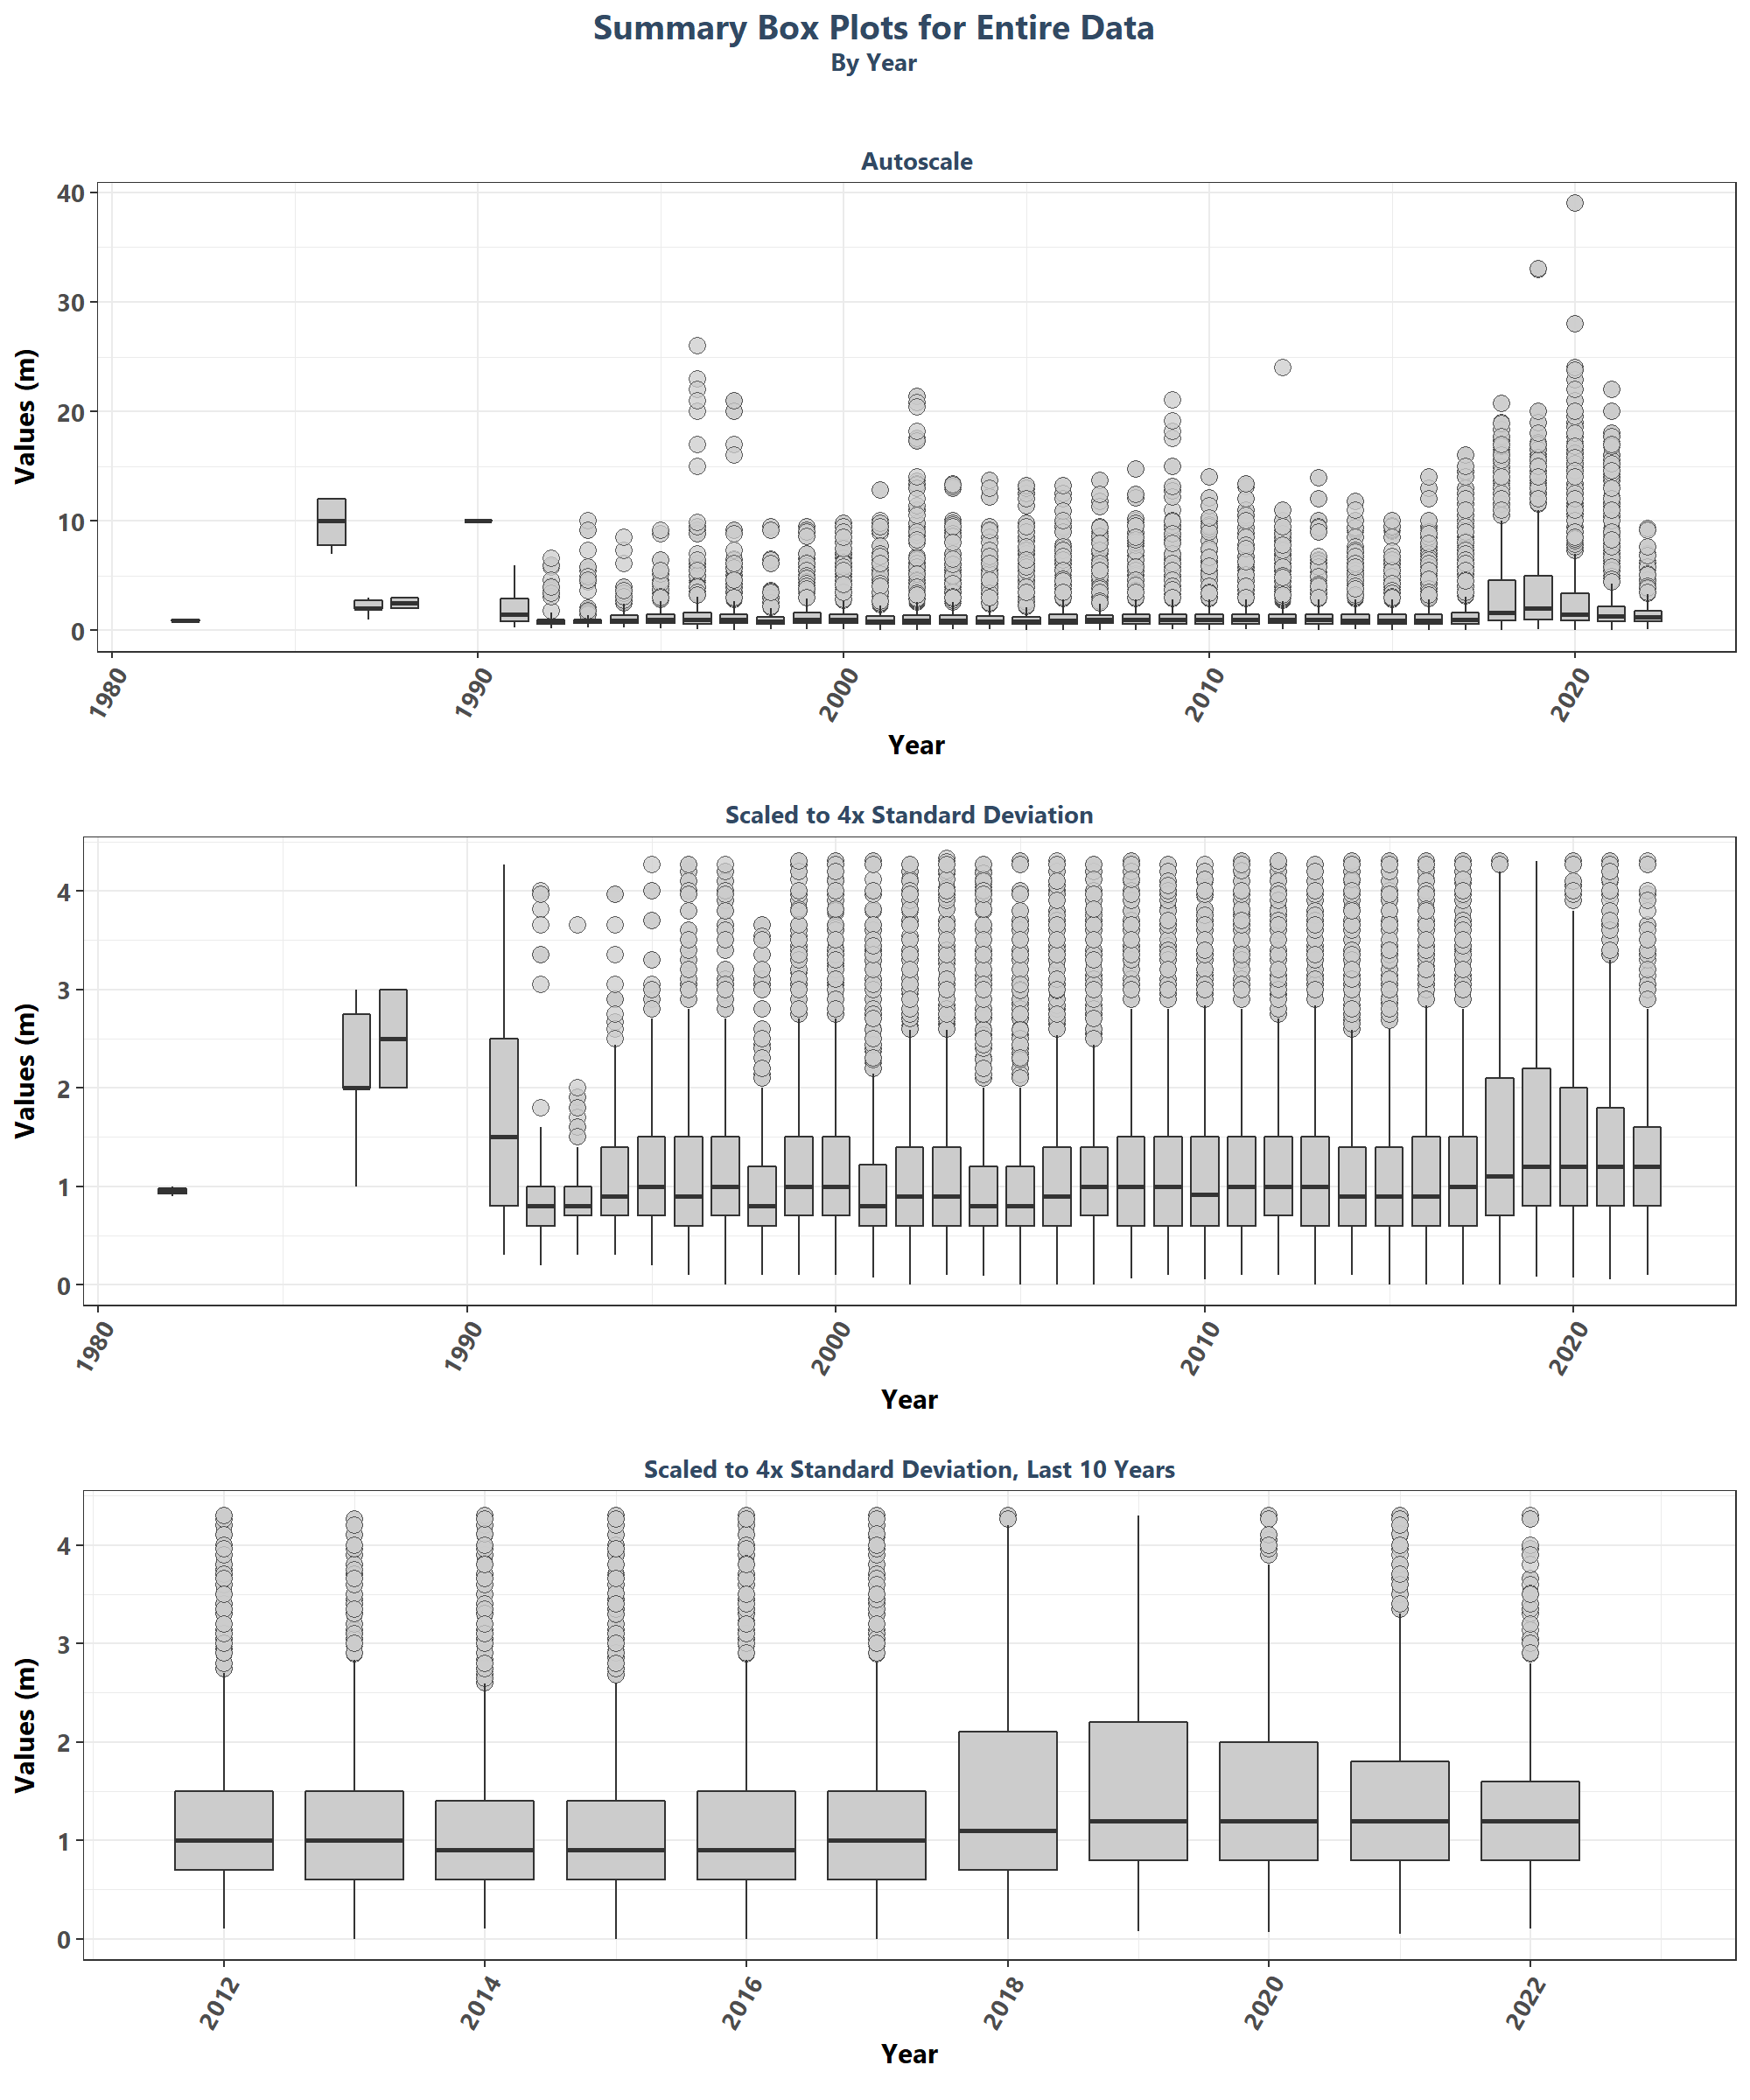 Summary Box Plots for Entire Data
By Year
Autoscale
Values (m)
40
30
20
10
0
1980
1990
2000
2010
2020
Year
Scaled to 4x Standard Deviation
Values (m)
4
3
2
1
0
1980
1990
2000
2010
2020
Year
Scaled to 4x Standard Deviation, Last 10 Years
Values (m)
4
3
2
1
0
2012
2014
2016
2018
2020
2022
Year